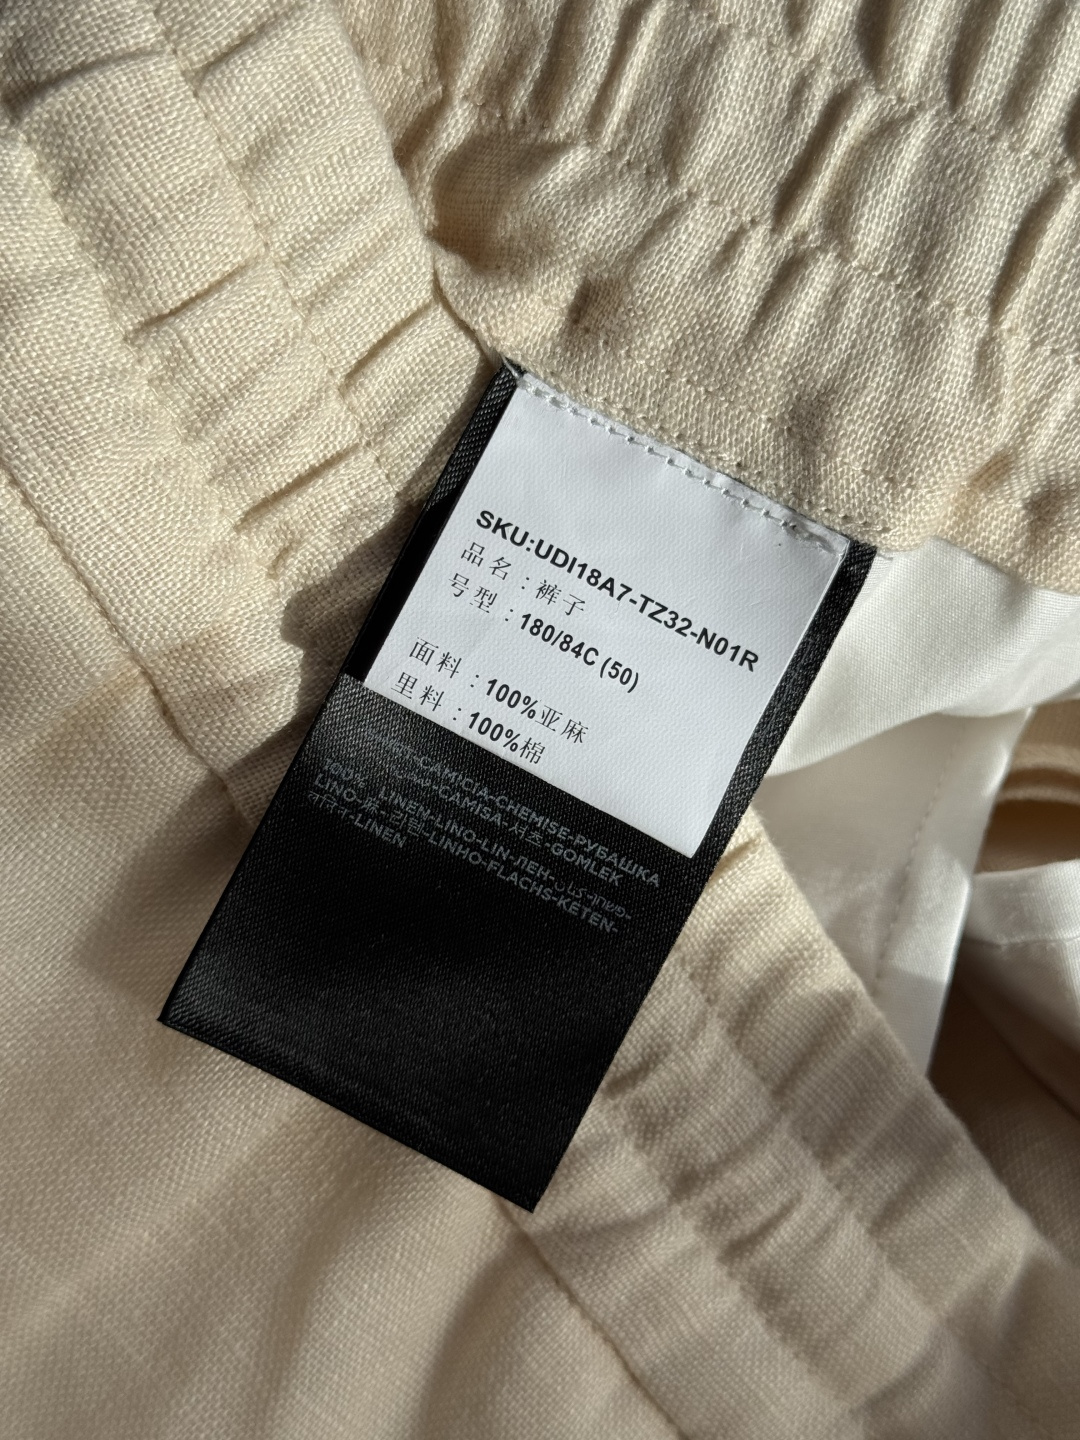 SKU:UDI18A7-TZ32-N01R
品名：裤子
号型：180/84C (50)
面料：100%亚麻
里料：100%棉
-CAMICIA-CHEMISE-РУБАШКА
-CAMISA-셔츠-GOMLEK
100% LINEN-LINO-LIN-ЛЕН-
LINO-麻-리넨-LINHO-FLACHS-KETEN-
-LINEN